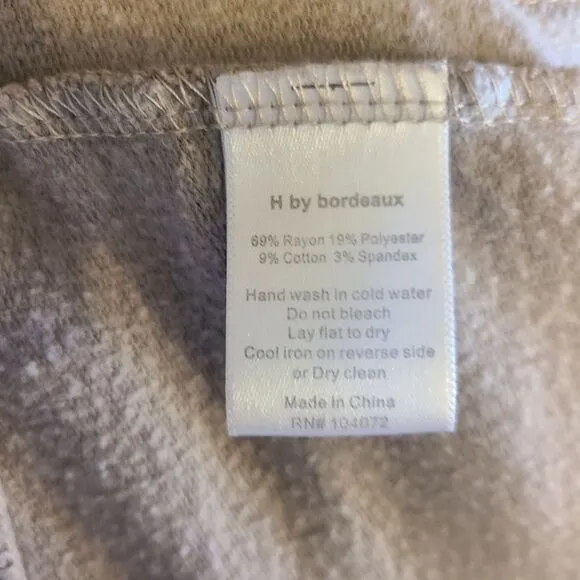 H by bordeaux
69% Rayon 19% Polyester
9% Cotton 3% Spandex
Hand wash in cold water
Do not bleach
Lay flat to dry
Cool iron on reverse side
or Dry clean
Made in China
RN# 104072